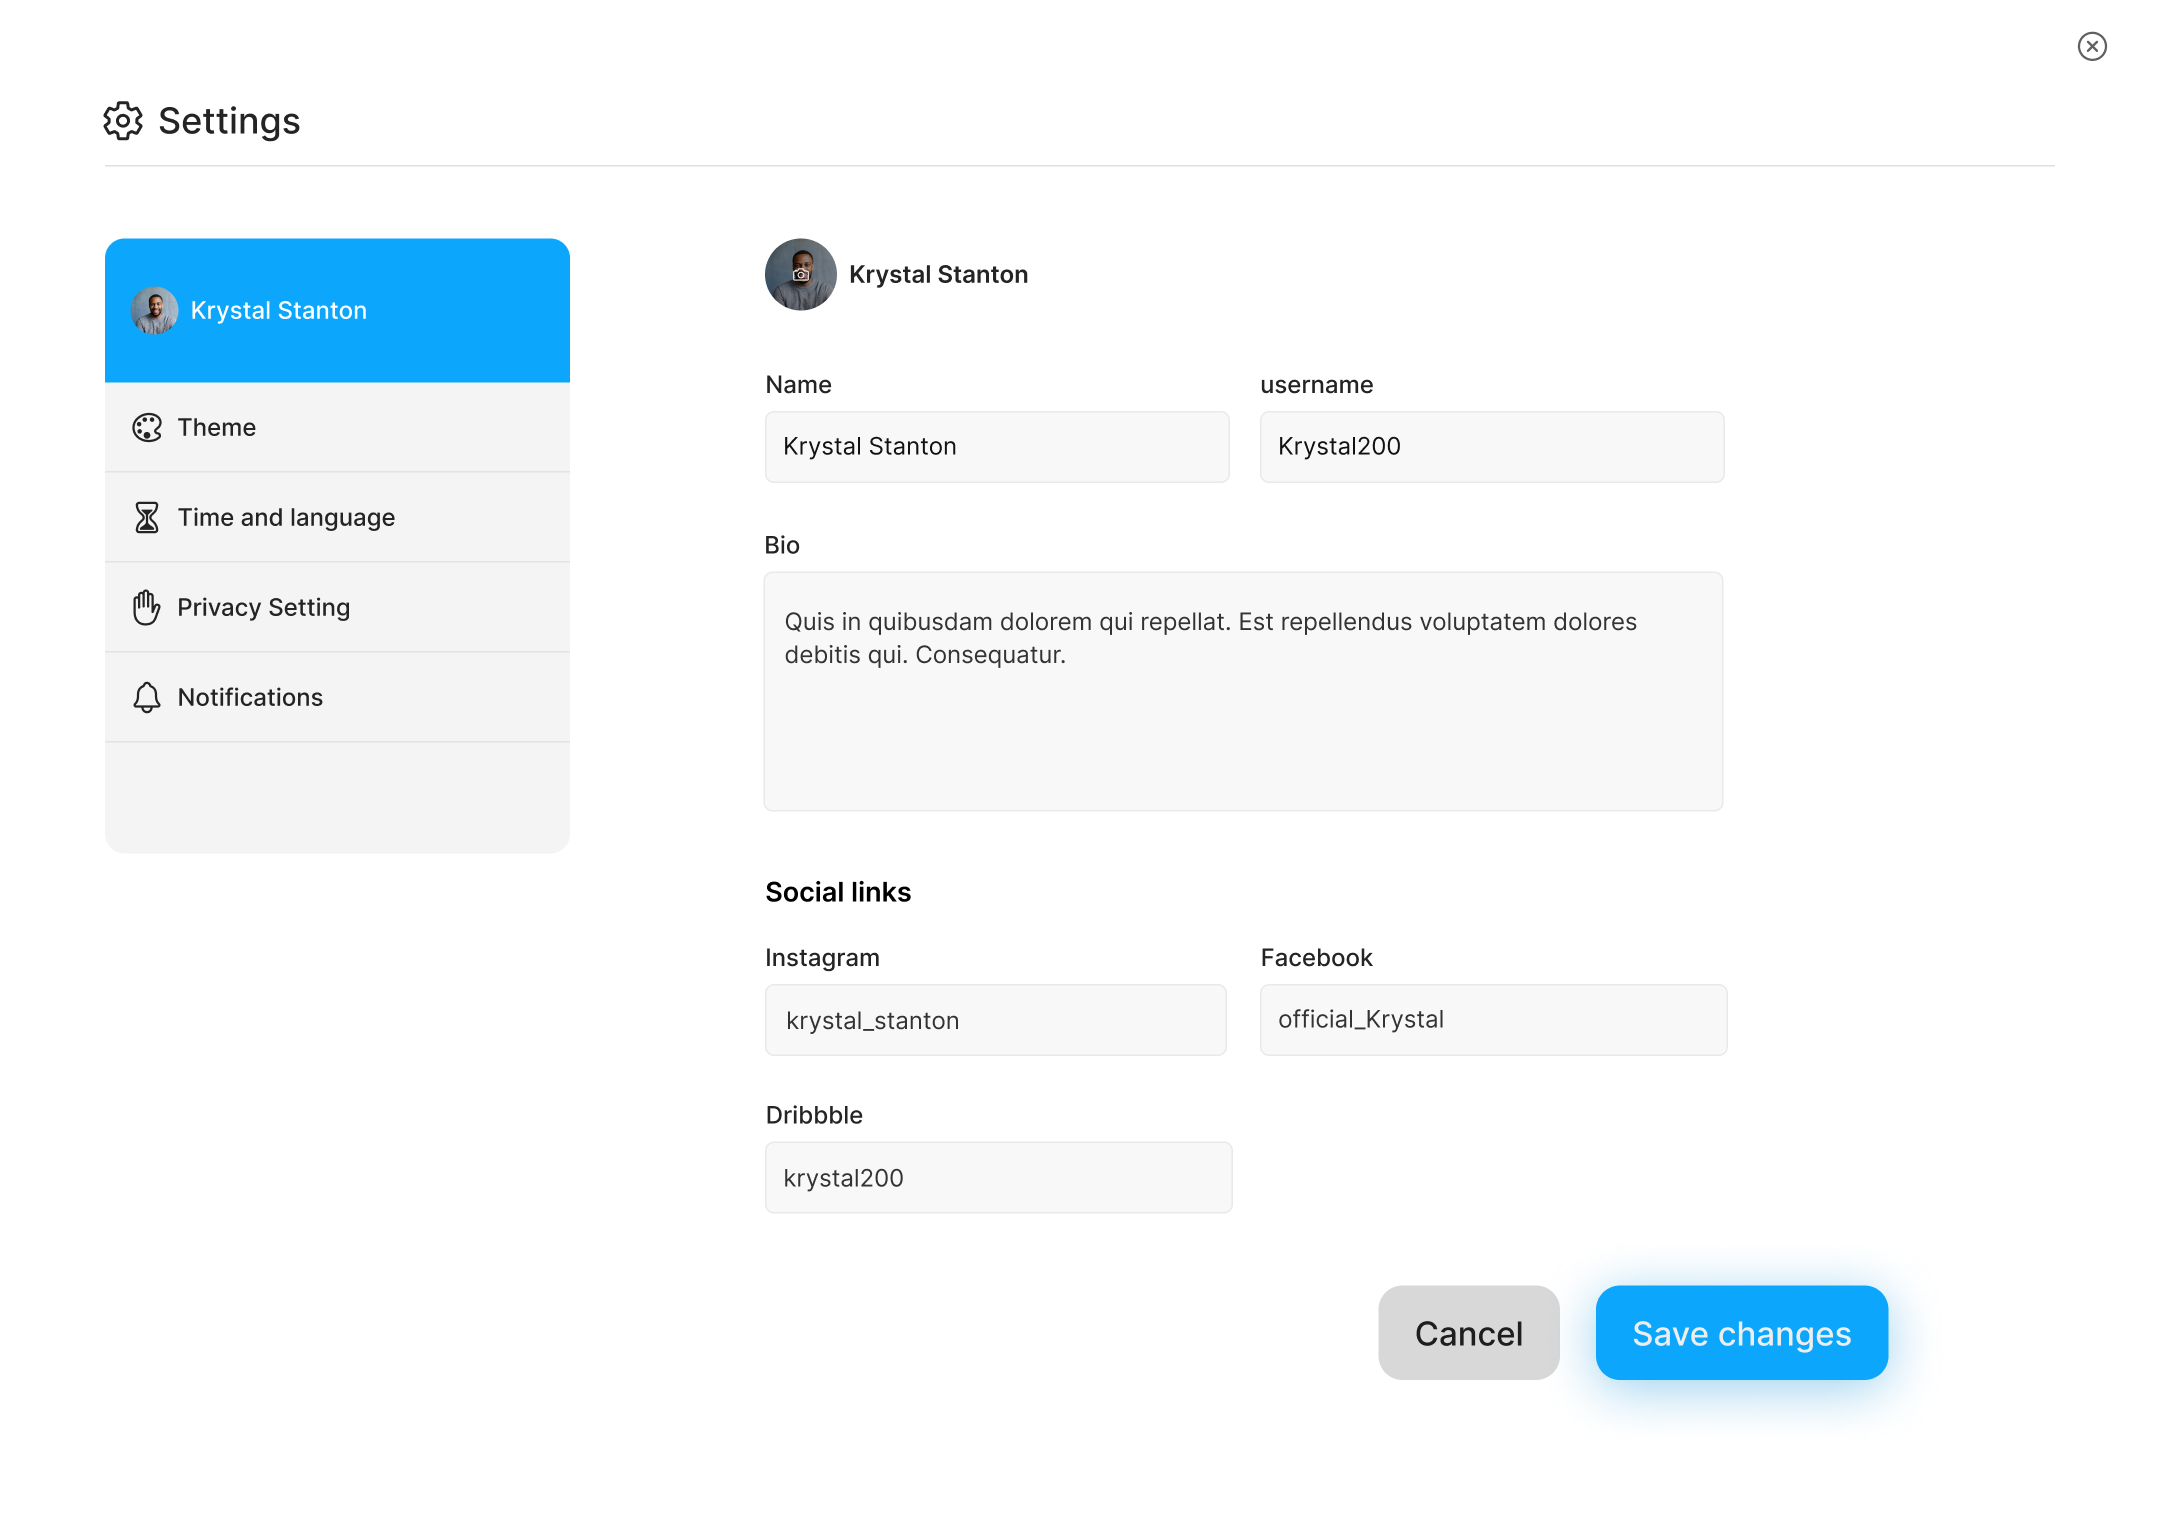 Settings
Krystal Stanton
Theme
Time and language
Privacy Setting
Notifications
Krystal Stanton
Name
username
Krystal Stanton
Krystal200
Bio
Quis in quibusdam dolorem qui repellat. Est repellendus voluptatem dolores
debitis qui. Consequatur.
Social links
Instagram
Facebook
krystal_stanton
official_Krystal
Dribbble
krystal200
Cancel
Save changes